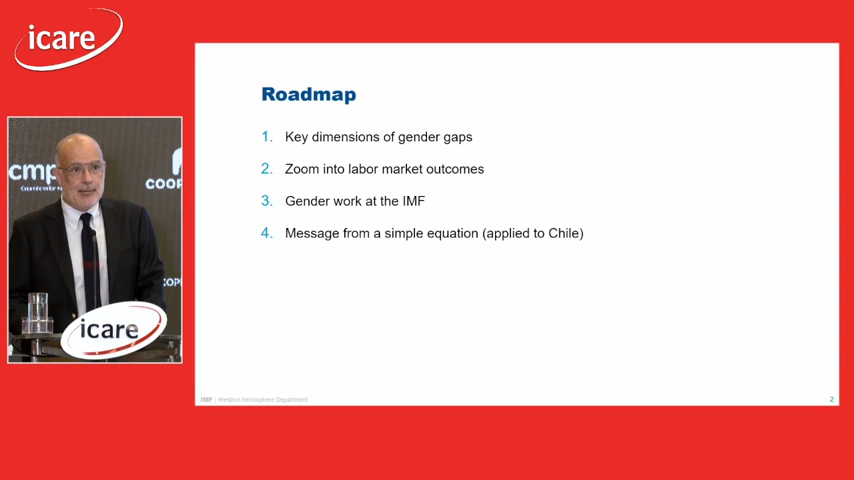 icare
Roadmap
1. Key dimensions of gender gaps
2. Zoom into labor market outcomes
3. Gender work at the IMF
4. Message from a simple equation (applied to Chile)
cmp
COOP
COP
icare
IMF | Western Hemisphere Department
2